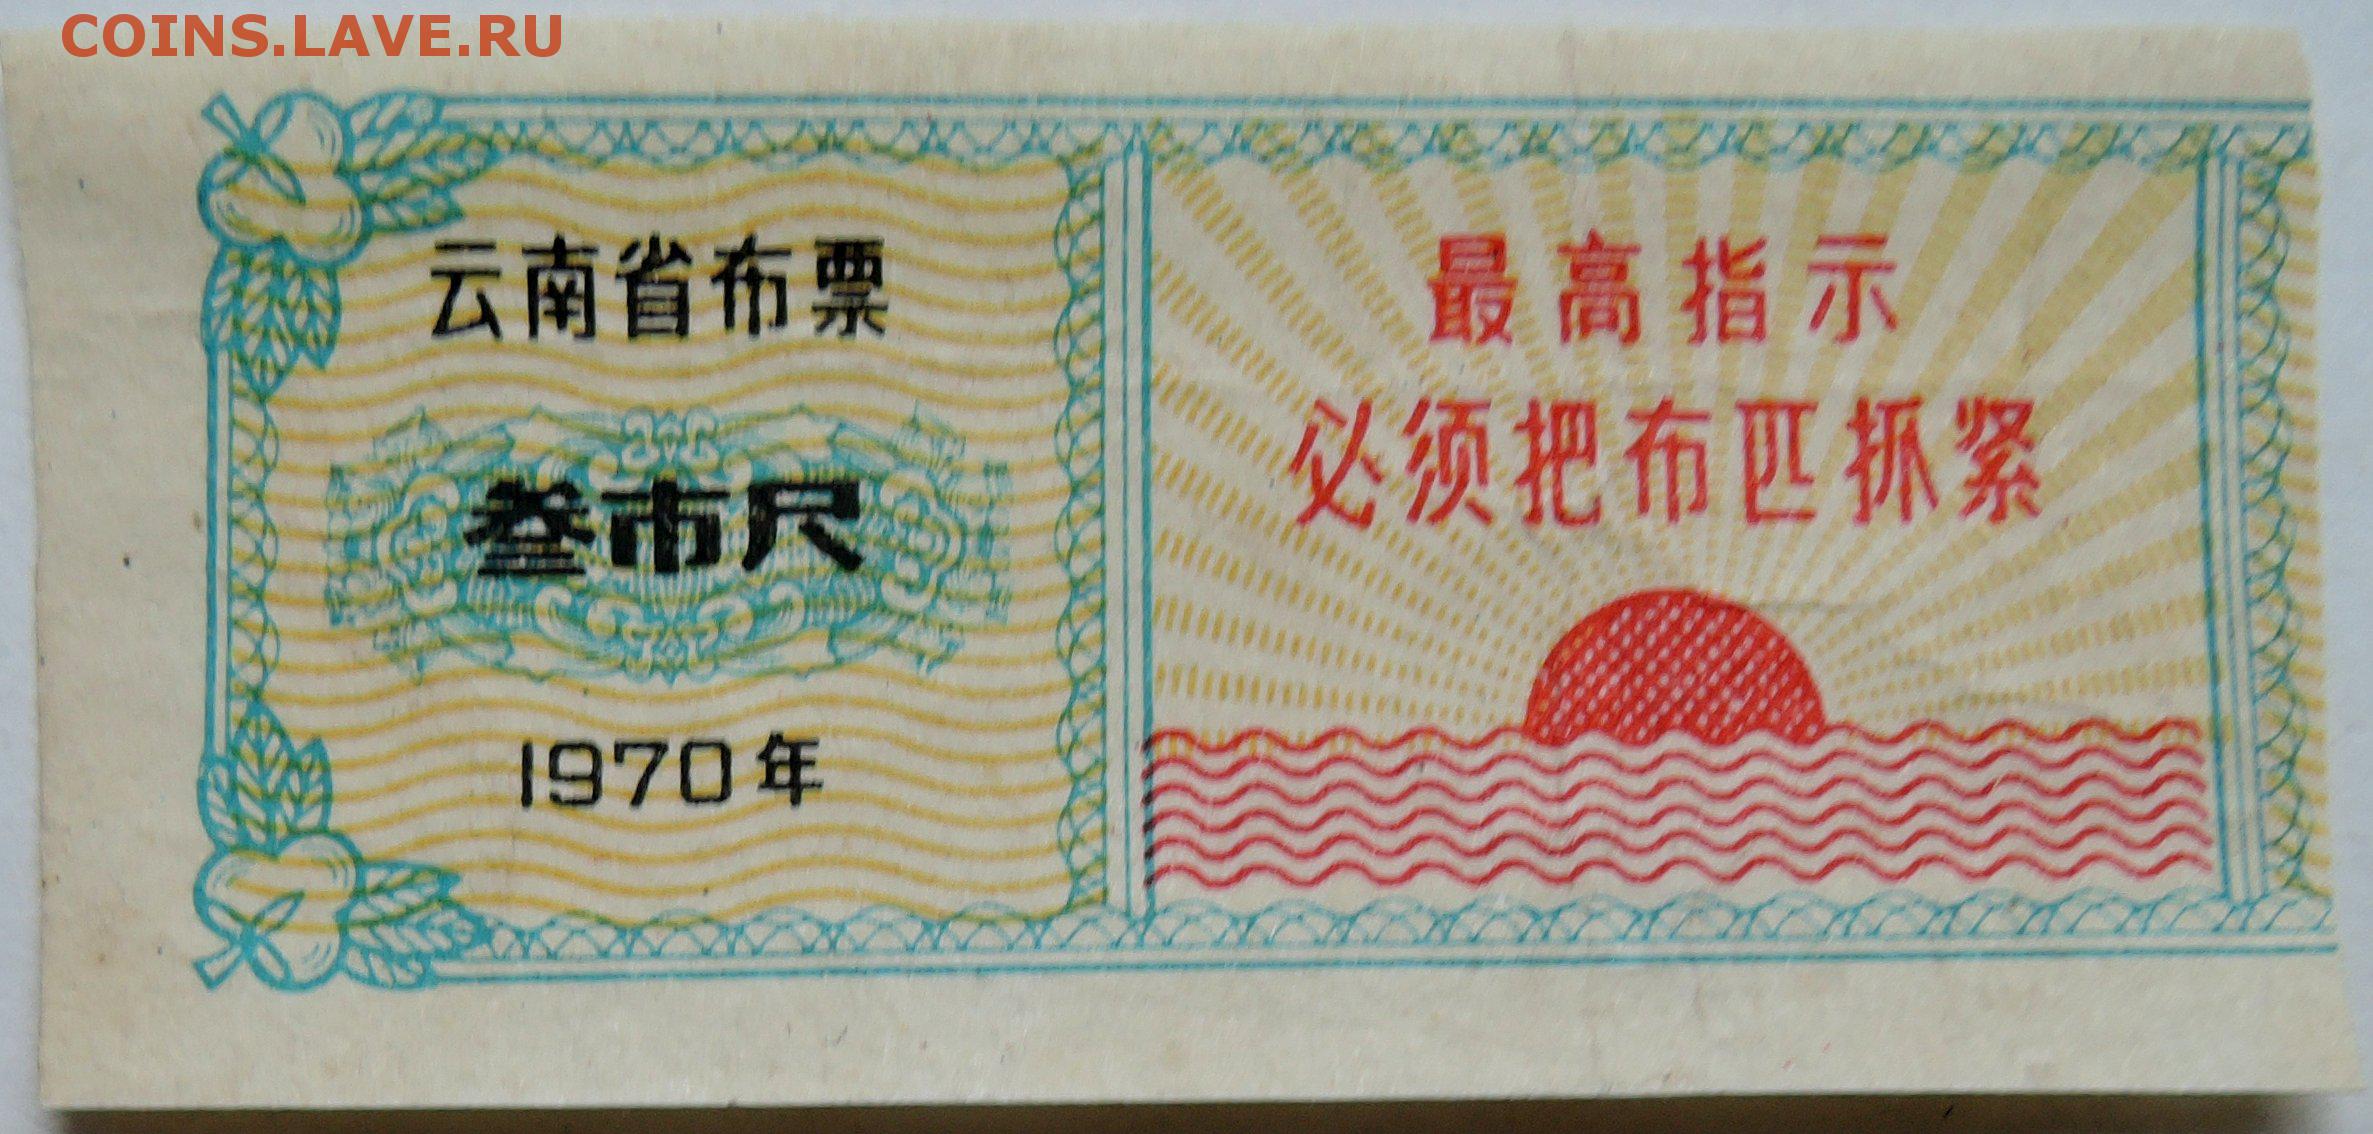 COINS.LAVE.RU
云南省布票
叁市尺
1970年
最高指示
必须把布匹抓紧